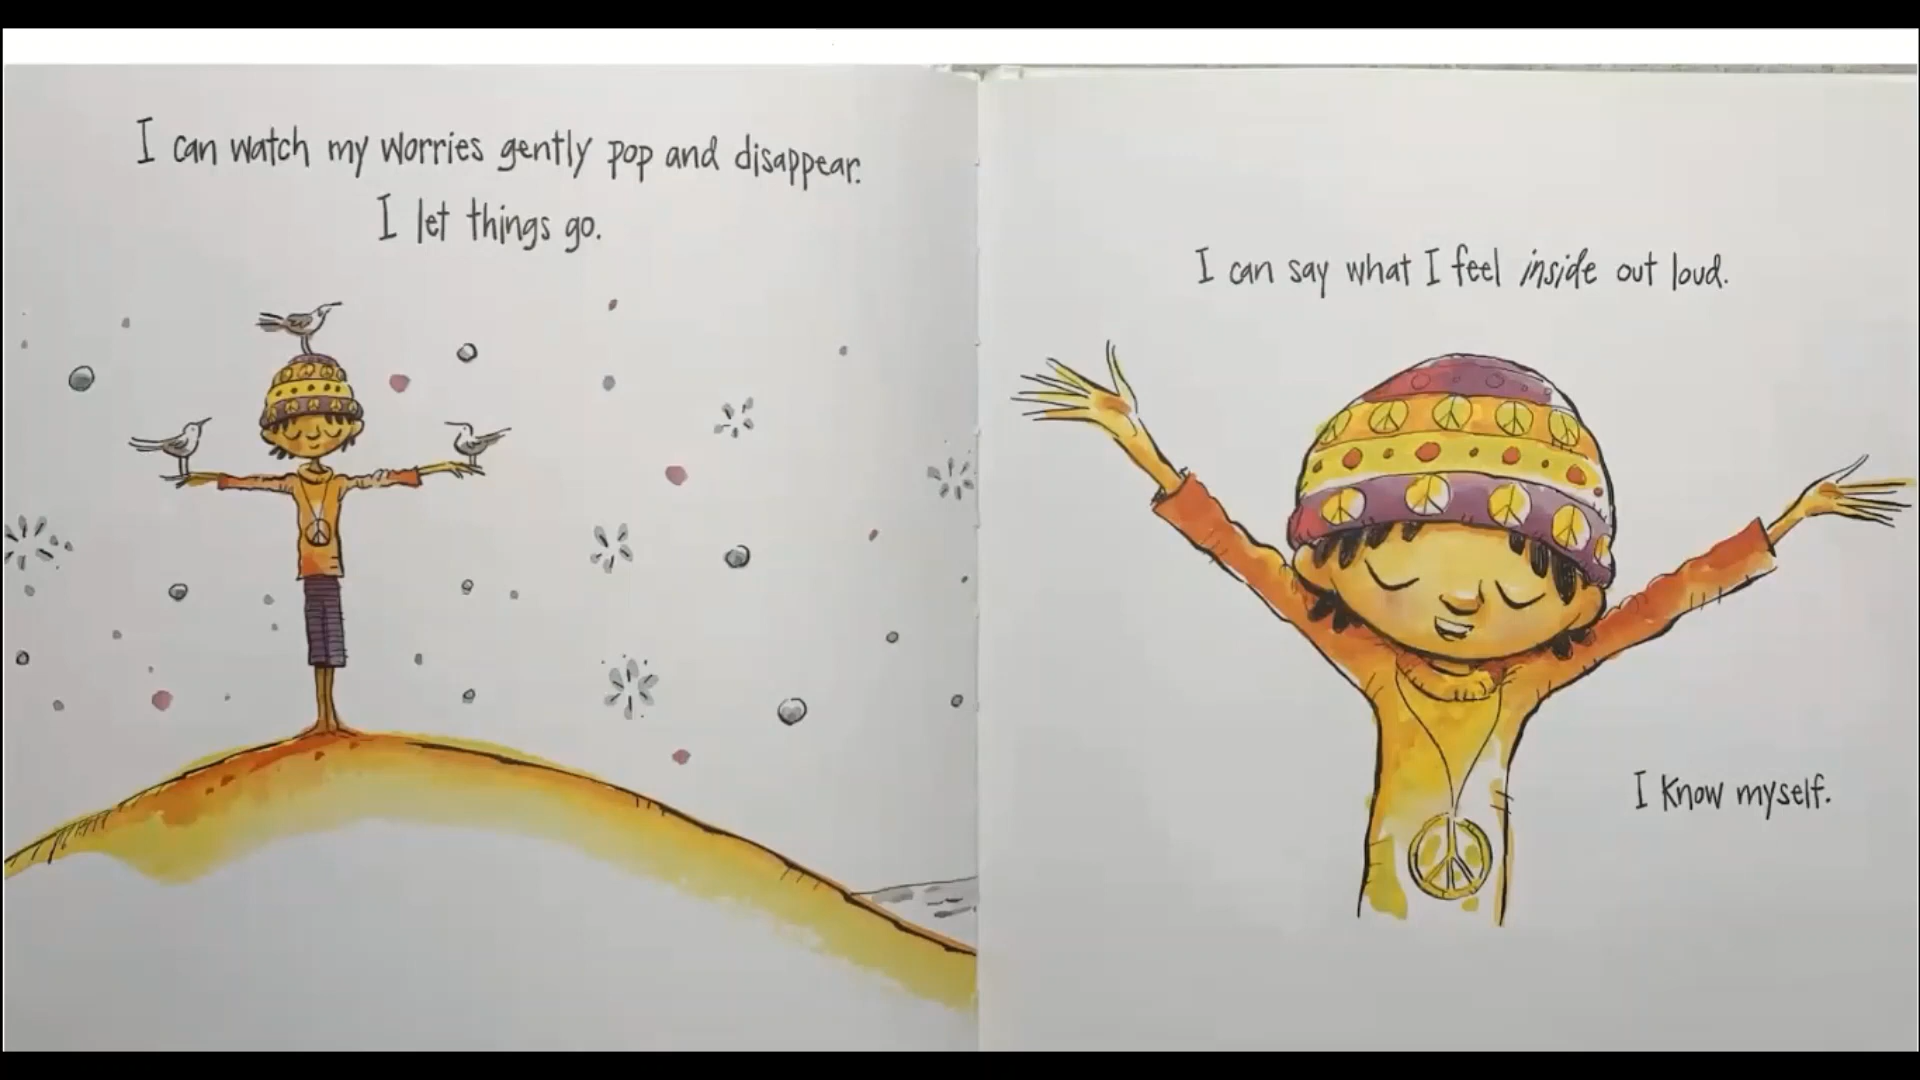 I can watch my worries gently pop and disappear.
I let things go.
I can say what I feel inside out loud.
I know myself.